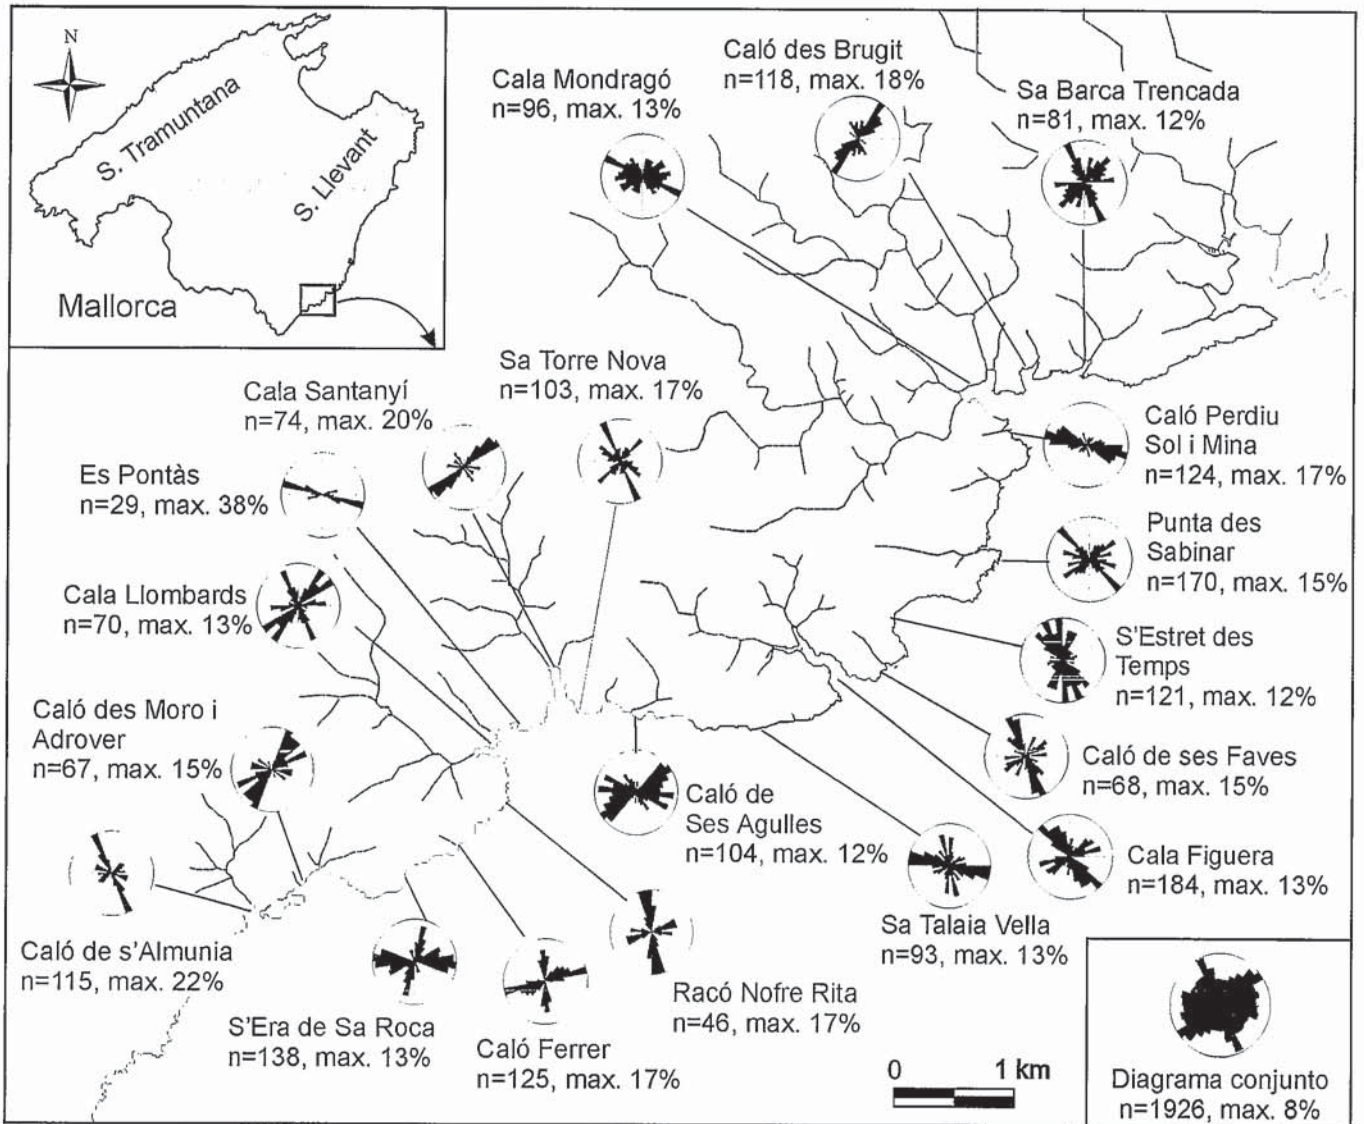 N
S. Tramuntana
S. Llevant
Mallorca
Cala Mondragó
n=96, max. 13%
Caló des Brugit
n=118, max. 18%
Sa Barca Trencada
n=81, max. 12%
Cala Santanyí
n=74, max. 20%
Sa Torre Nova
n=103, max. 17%
Es Pontàs
n=29, max. 38%
Cala Llombards
n=70, max. 13%
Caló des Moro i
Adrover
n=67, max. 15%
Caló de s'Almunia
n=115, max. 22%
S'Era de Sa Roca
n=138, max. 13%
Caló Ferrer
n=125, max. 17%
Racó Nofre Rita
n=46, max. 17%
Caló de
Ses Agulles
n=104, max. 12%
Caló Perdiu
Sol i Mina
n=124, max. 17%
Punta des
Sabinar
n=170, max. 15%
S'Estret des
Temps
n=121, max. 12%
Caló de ses Faves
n=68, max. 15%
Cala Figuera
n=184, max. 13%
Sa Talaia Vella
n=93, max. 13%
0 1 km
Diagrama conjunto
n=1926, max. 8%